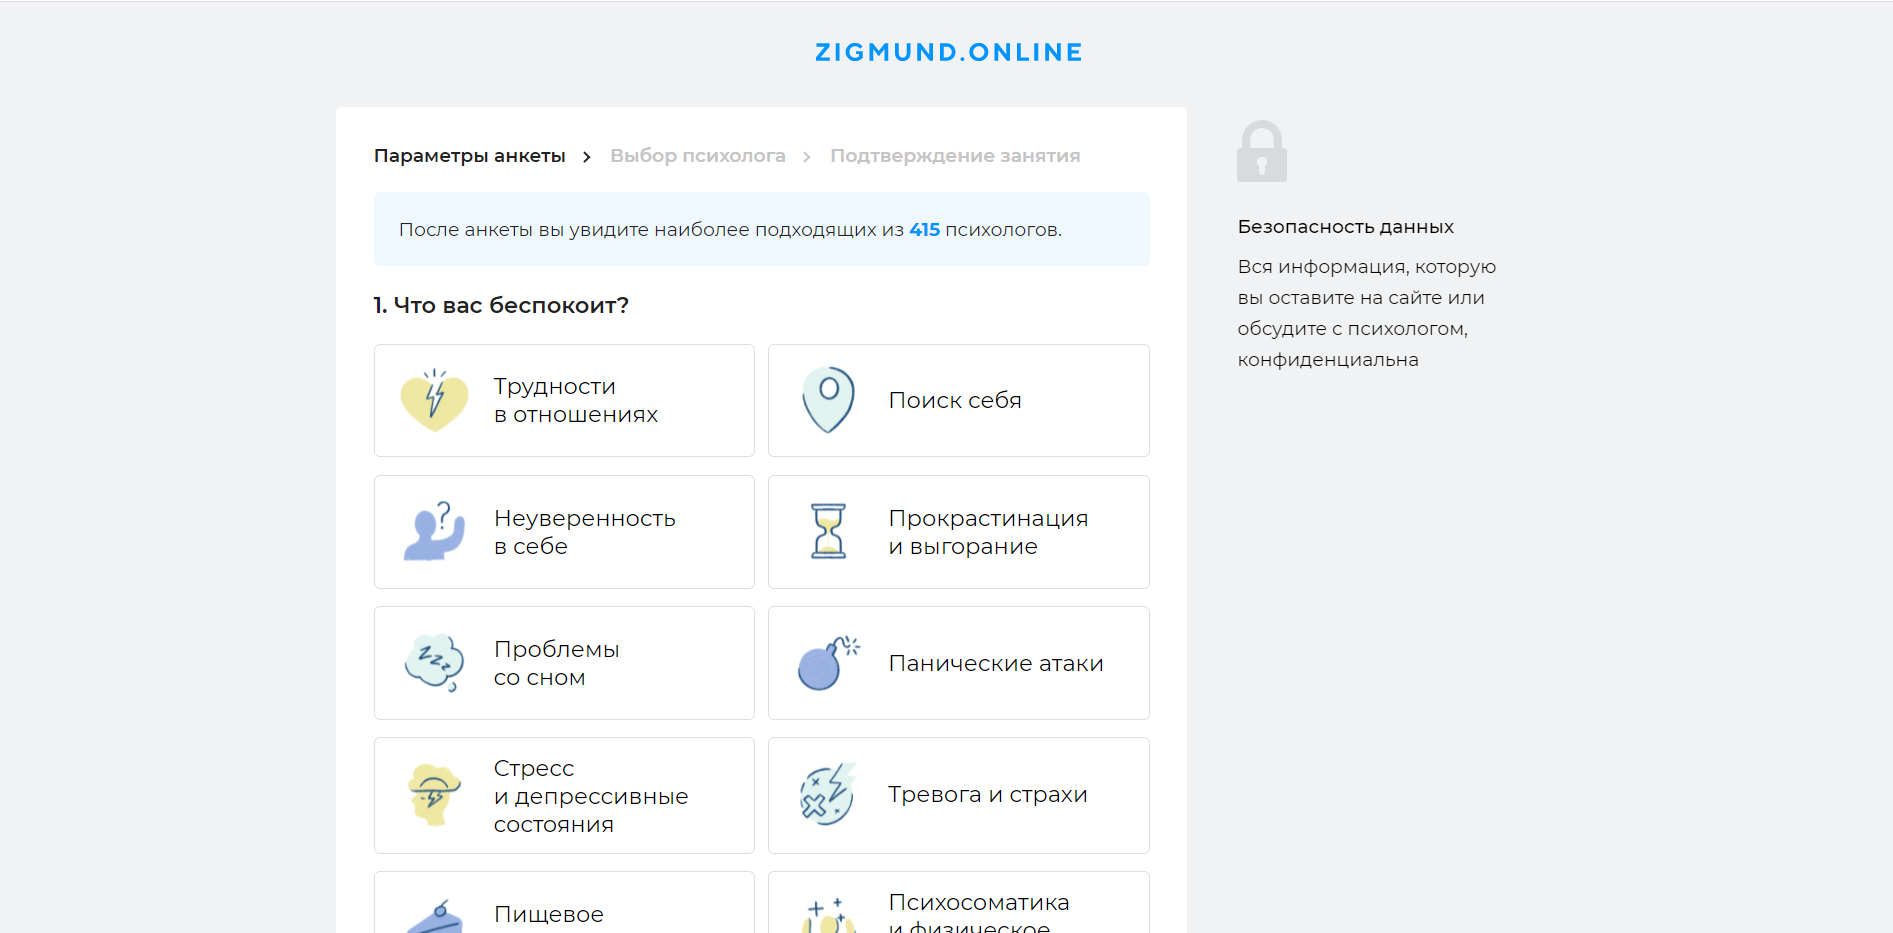 ZIGMUND.ONLINE
Параметры анкеты > Выбор психолога > Подтверждение занятия
После анкеты вы увидите наиболее подходящих из 415 психологов.
1. Что вас беспокоит?
Трудности
в отношениях
Поиск себя
Неуверенность
в себе
Прокрастинация
и выгорание
Проблемы
со сном
Панические атаки
Стресс
и депрессивные
состояния
Тревога и страхи
Пищевое
Психосоматика
и физическое
Безопасность данных
Вся информация, которую
вы оставите на сайте или
обсудите с психологом,
конфиденциальна